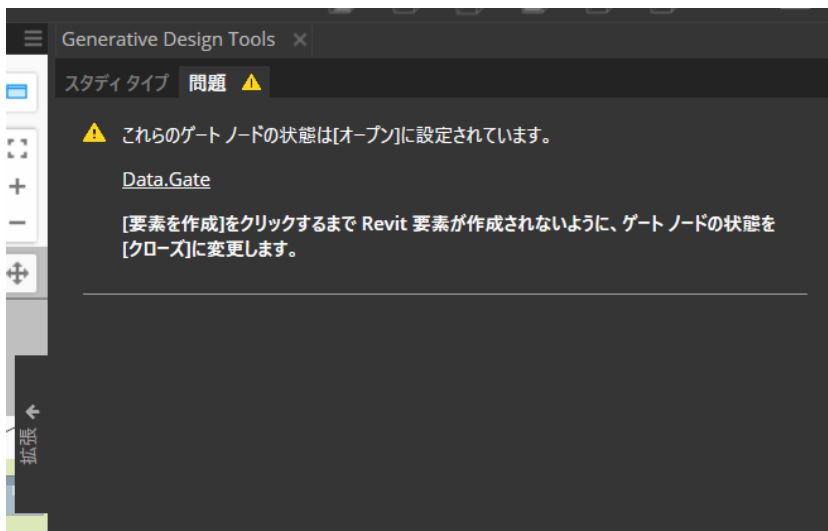 Generative Design Tools
スタディ タイプ 問題
これらのゲート ノードの状態は[オープン]に設定されています。
Data.Gate
[要素を作成]をクリックするまで Revit 要素が作成されないように、ゲート ノードの状態を
[クローズ]に変更します。
拡張